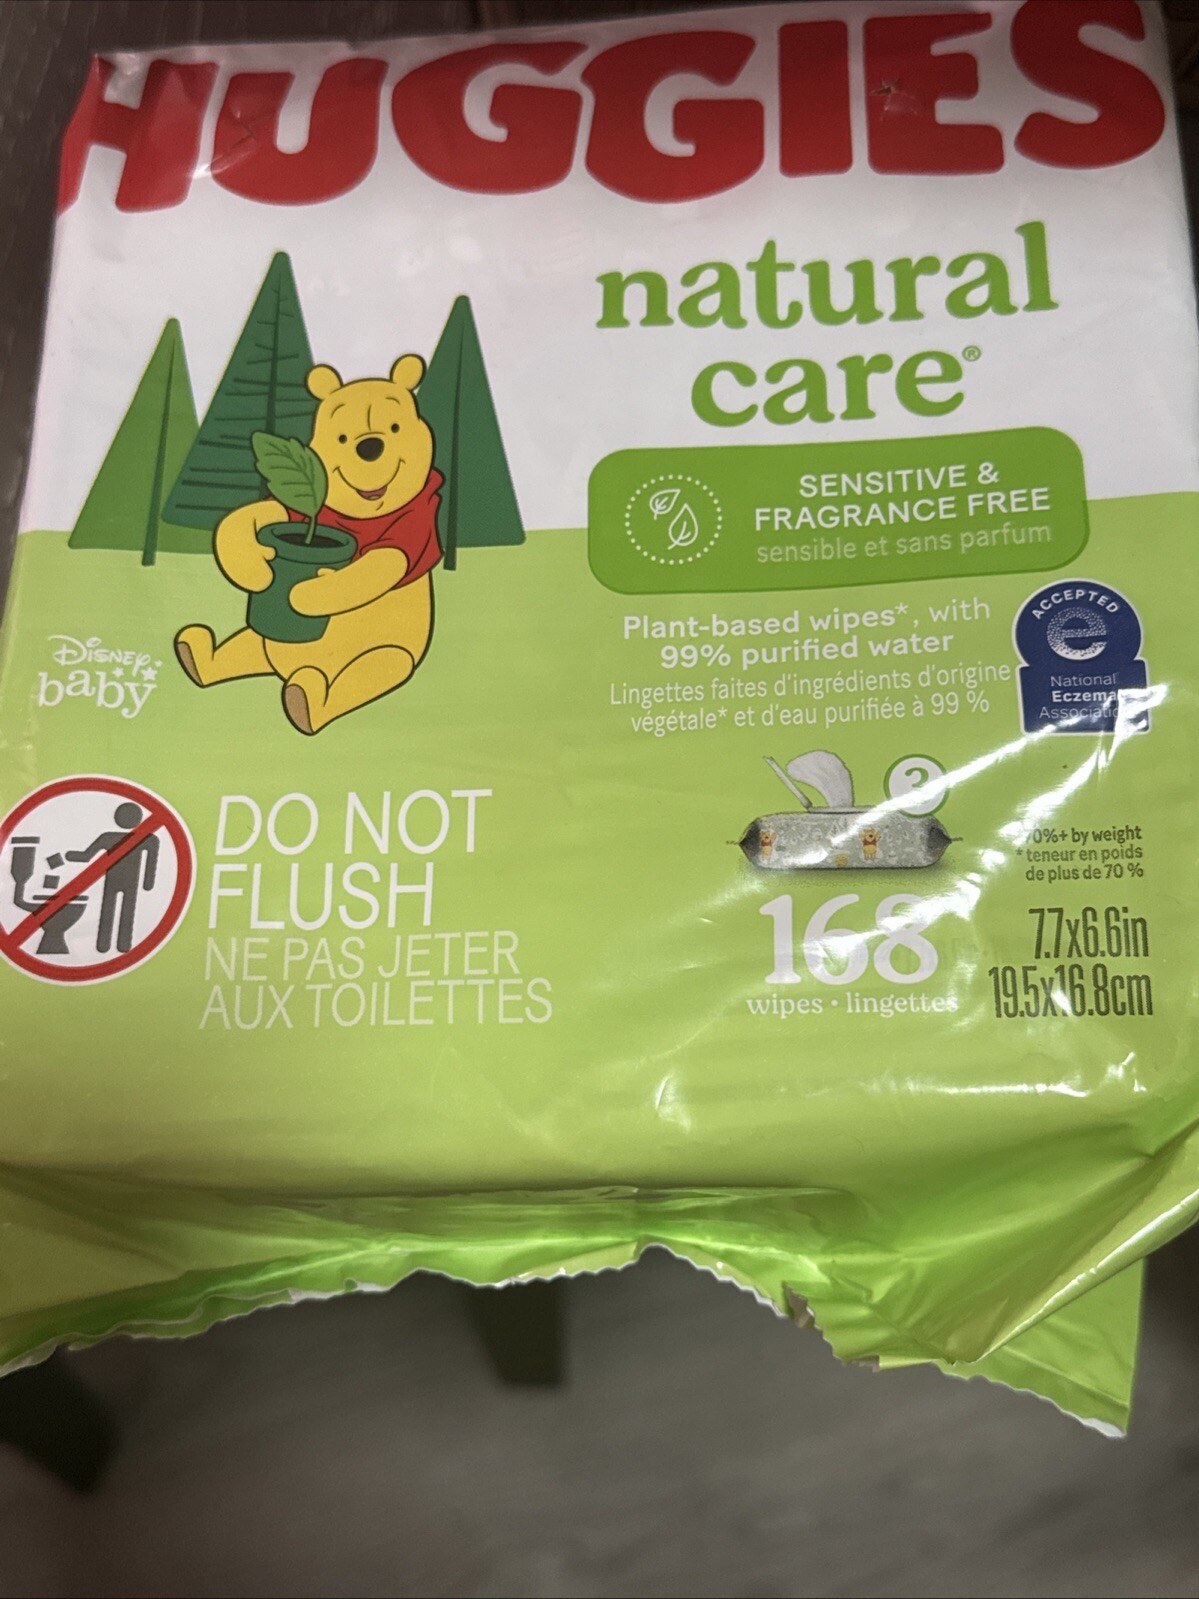 HUGGIES
natural
care®
SENSITIVE &
FRAGRANCE FREE
sensible et sans parfum
Plant-based wipes*, with
99% purified water
Lingettes faites d'ingrédients d'origine
végétale* et d'eau purifiée à 99 %
ACCEPTED
e
National
Eczema
Association
Disney
baby
DO NOT
FLUSH
NE PAS JETER
AUX TOILETTES
168
wipes • lingettes
by weight
*teneur en poids
de plus de 70 %
7.7x6.6in
19.5x16.8cm